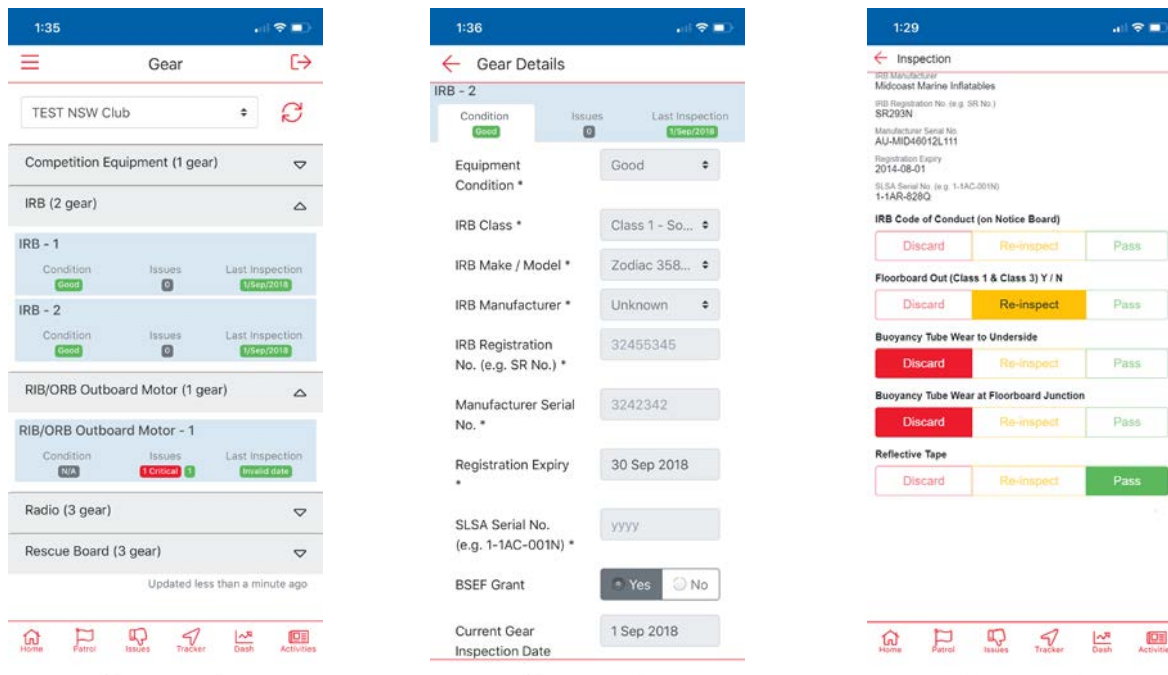 1:35
Gear
TEST NSW Club
Competition Equipment (1 gear)
IRB (2 gear)
IRB - 1
Condition Issues Last Inspection
Good 0 1/Sep/2018
IRB - 2
Condition Issues Last Inspection
Good 0 1/Sep/2018
RIB/ORB Outboard Motor (1 gear)
RIB/ORB Outboard Motor - 1
Condition Issues Last Inspection
N/A 1 Critical 1 Invalid date
Radio (3 gear)
Rescue Board (3 gear)
Updated less than a minute ago
Home Patrol Issues Tracker Dash Activities
1:36
Gear Details
IRB - 2
Condition Issues Last Inspection
Good 0 1/Sep/2018
Equipment Condition * Good
IRB Class * Class 1 - So...
IRB Make / Model * Zodiac 358...
IRB Manufacturer * Unknown
IRB Registration No. (e.g. SR No.) * 32455345
Manufacturer Serial No. * 3242342
Registration Expiry * 30 Sep 2018
SLSA Serial No. (e.g. 1-1AC-001N) * yyyy
BSEF Grant Yes No
Current Gear Inspection Date 1 Sep 2018
1:29
Inspection
IRB Manufacturer
Midcoast Marine Inflatables
IRB Registration No. (e.g. SR No.)
SR293N
Manufacturer Serial No.
AU-MID46012L111
Registration Expiry
2014-08-01
SLSA Serial No. (e.g. 1-1AC-001N)
1-1AR-828Q
IRB Code of Conduct (on Notice Board)
Discard Re-inspect Pass
Floorboard Out (Class 1 & Class 3) Y / N
Discard Re-inspect Pass
Buoyancy Tube Wear to Underside
Discard Re-inspect Pass
Buoyancy Tube Wear at Floorboard Junction
Discard Re-inspect Pass
Reflective Tape
Discard Re-inspect Pass
Home Patrol Issues Tracker Dash Activitie